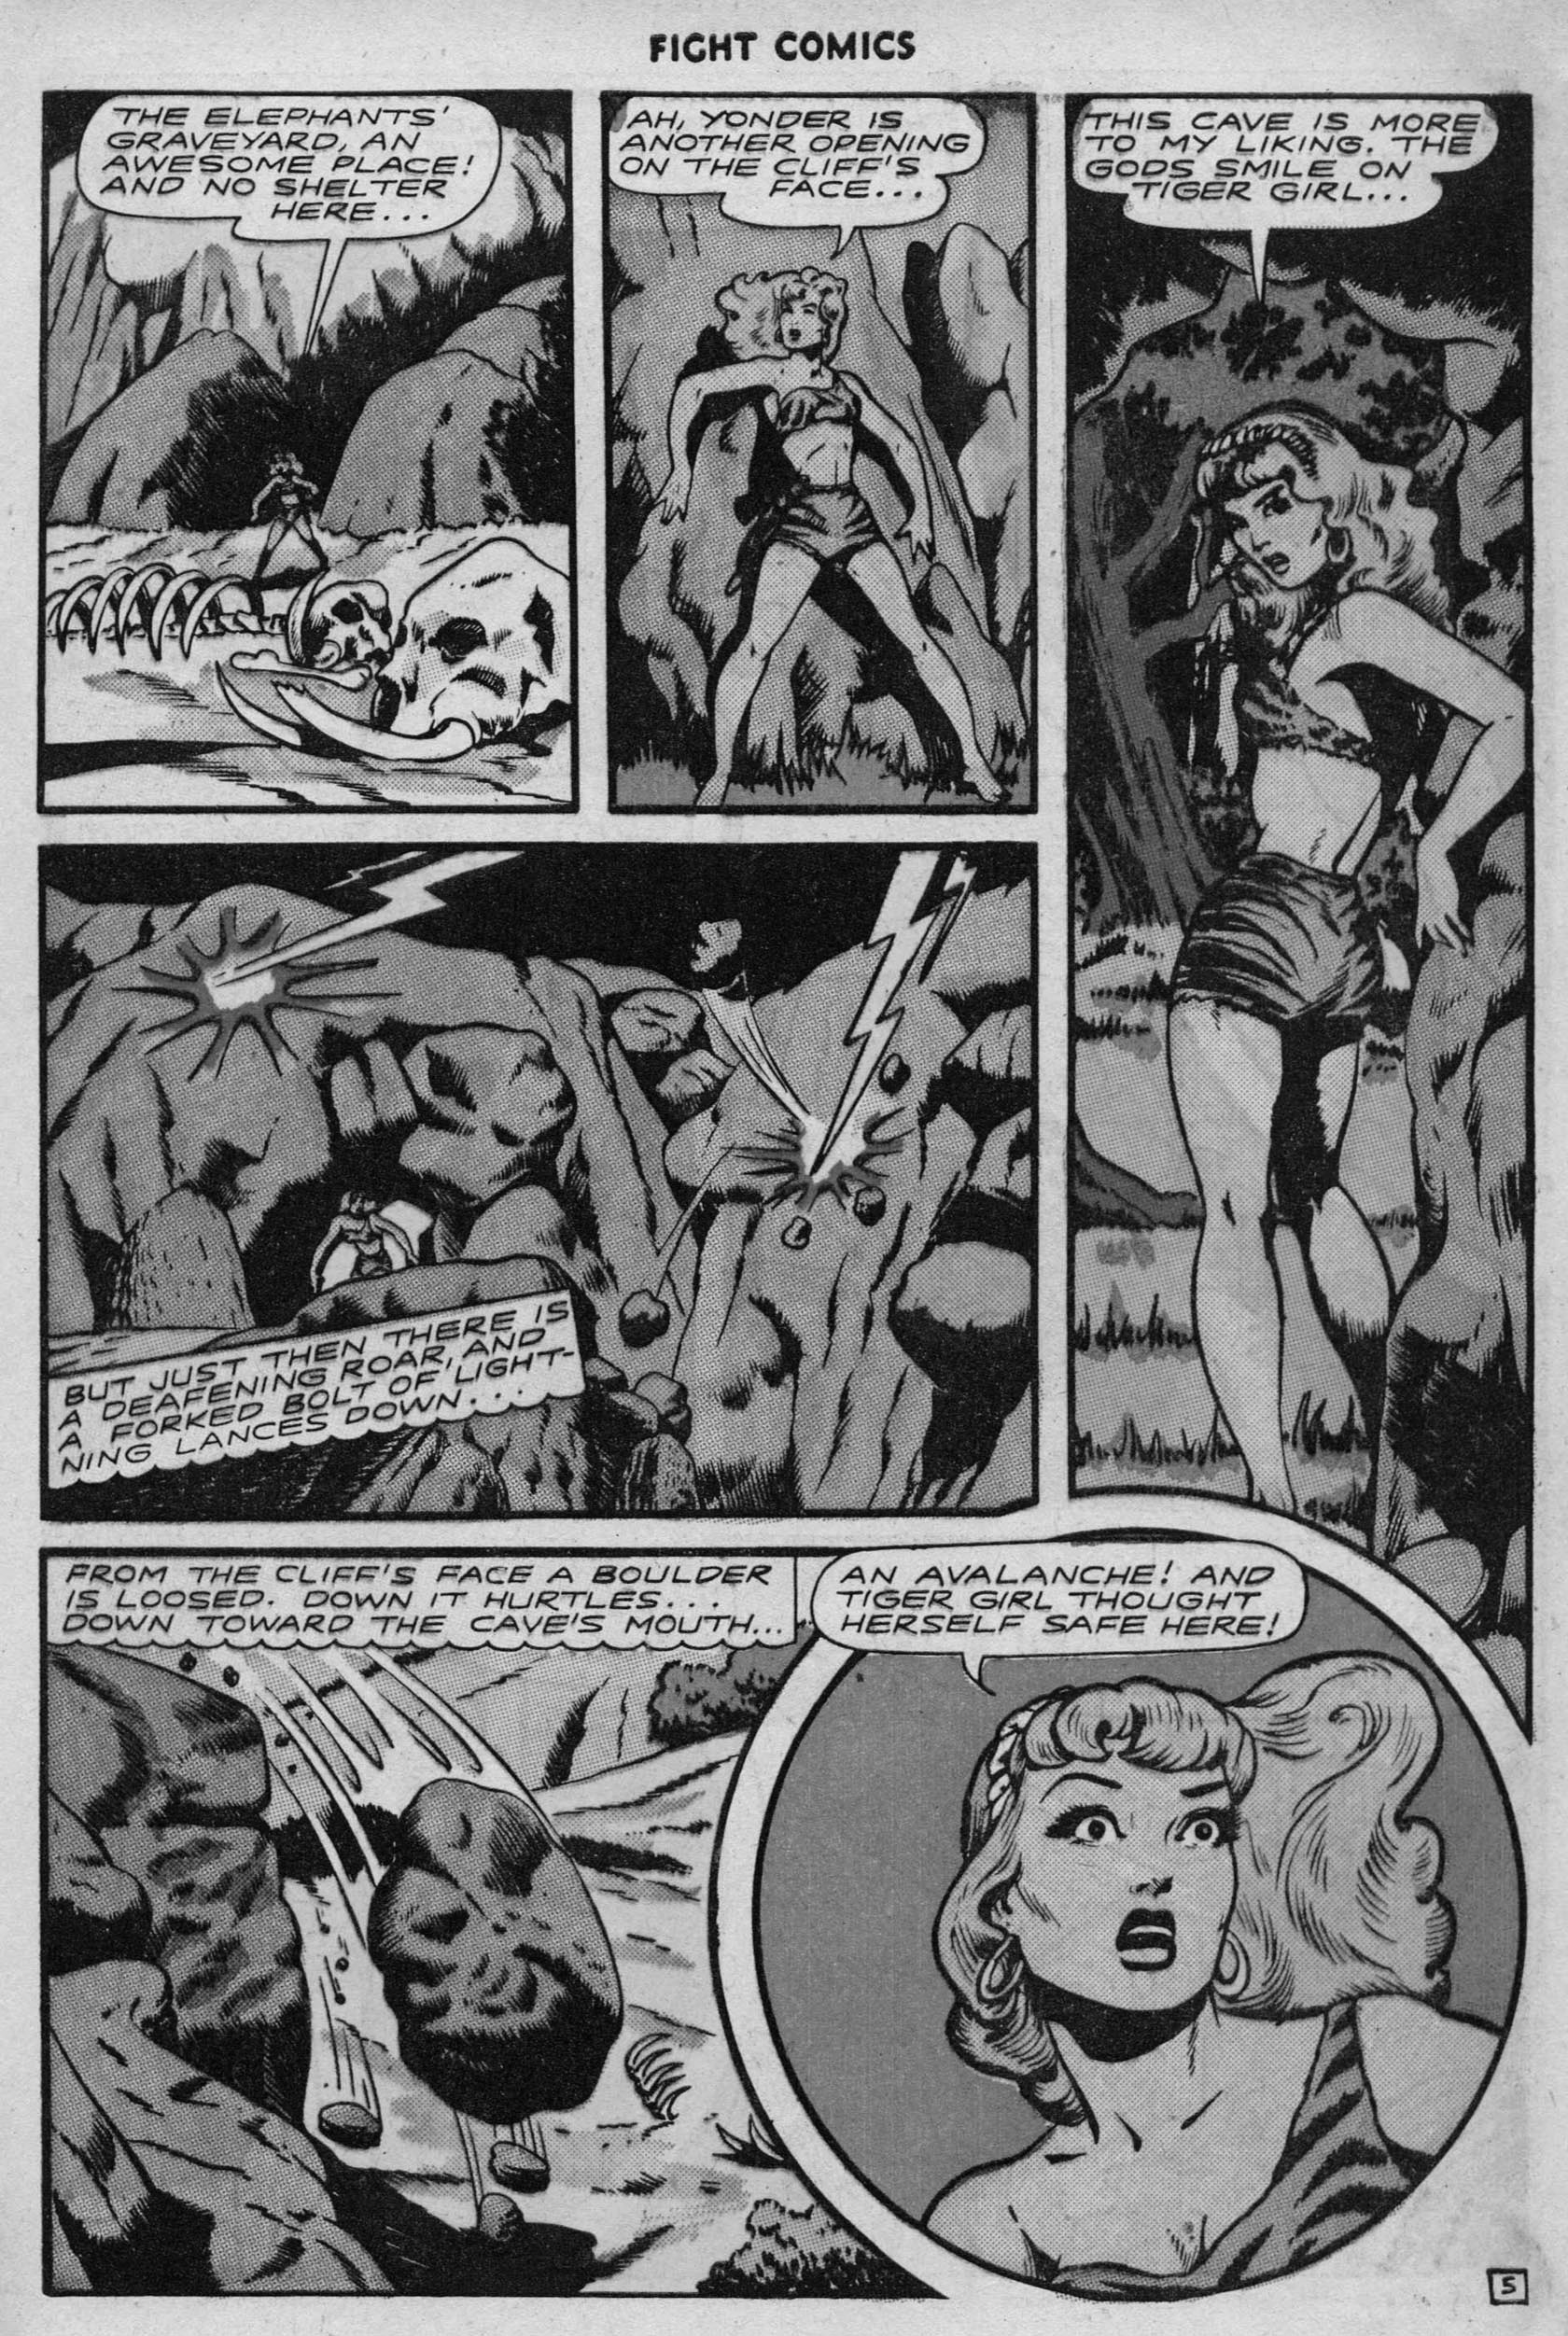 FIGHT COMICS
THE ELEPHANTS'
GRAVEYARD, AN
AWESOME PLACE!
AND NO SHELTER
HERE...
AH, YONDER IS
ANOTHER OPENING
ON THE CLIFF'S
FACE...
THIS CAVE IS MORE
TO MY LIKING. THE
GODS SMILE ON
TIGER GIRL...
BUT JUST THEN THERE IS
A DEAFENING ROAR, AND
A FORKED BOLT OF LIGHT-
NING LANCES DOWN...
FROM THE CLIFF'S FACE A BOULDER
IS LOOSED. DOWN IT HURTLES...
DOWN TOWARD THE CAVE'S MOUTH...
AN AVALANCHE! AND
TIGER GIRL THOUGHT
HERSELF SAFE HERE!
5